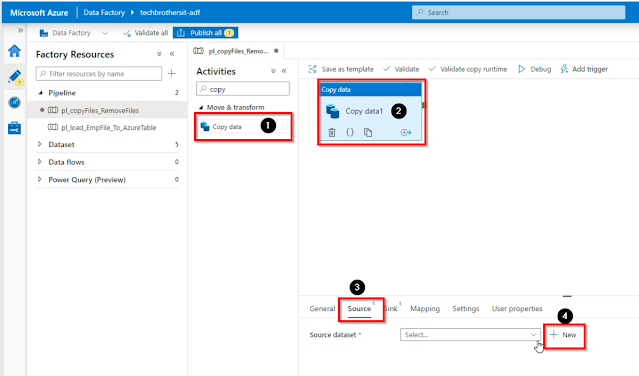 Microsoft Azure Data Factory techbrothersit-adf Search
Data Factory Validate all Publish all 1
Factory Resources
Filter resources by name
Pipeline 2
pl_copyFiles_RemoveFiles
pl_load_EmpFile_To_AzureTable
Dataset 5
Data flows 0
Power Query (Preview) 0
pl_copyFiles_Remo...
Activities
copy
Move & transform
Copy data 1
Save as template Validate Validate copy runtime Debug Add trigger
Copy data
Copy data1 2
3
General Source 1 Sink 1 Mapping Settings User properties
4
Source dataset * Select... New